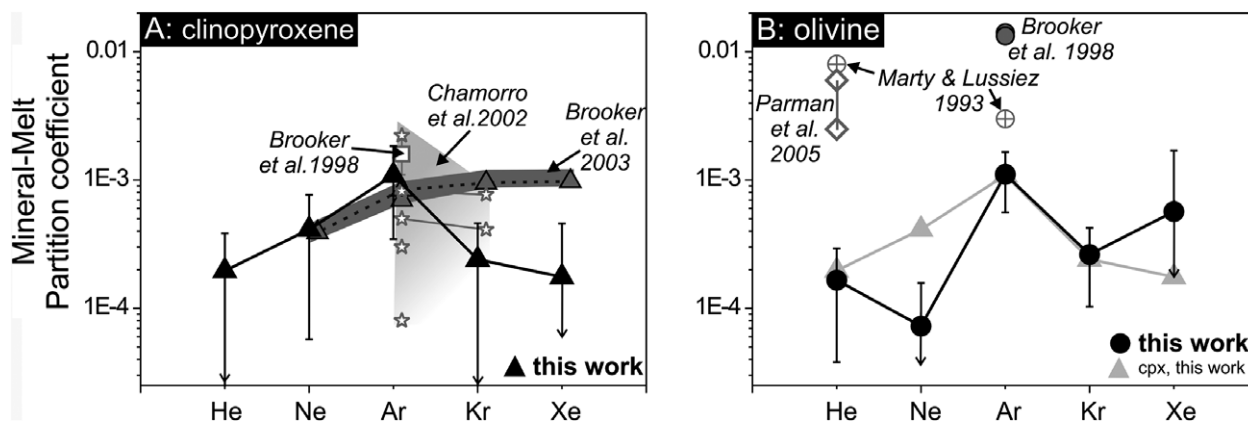 Mineral-Melt
Partition coefficient
A: clinopyroxene
0.01
1E-3
1E-4
Chamorro
et al.2002
Brooker
et al.1998
Brooker
et al.
2003
this work
He Ne Ar Kr Xe
B: olivine
0.01
1E-3
1E-4
Brooker
et al. 1998
Marty & Lussiez
1993
Parman
et al.
2005
this work
cpx, this work
He Ne Ar Kr Xe